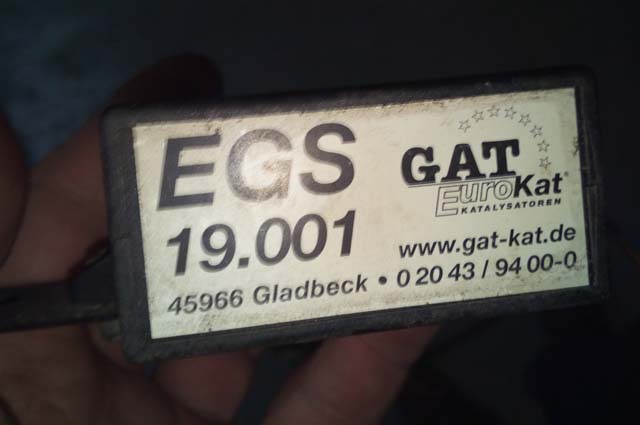 EGS
19.001
GAT
EuroKat®
KATALYSATOREN
www.gat-kat.de
45966 Gladbeck • 0 20 43 / 94 00-0